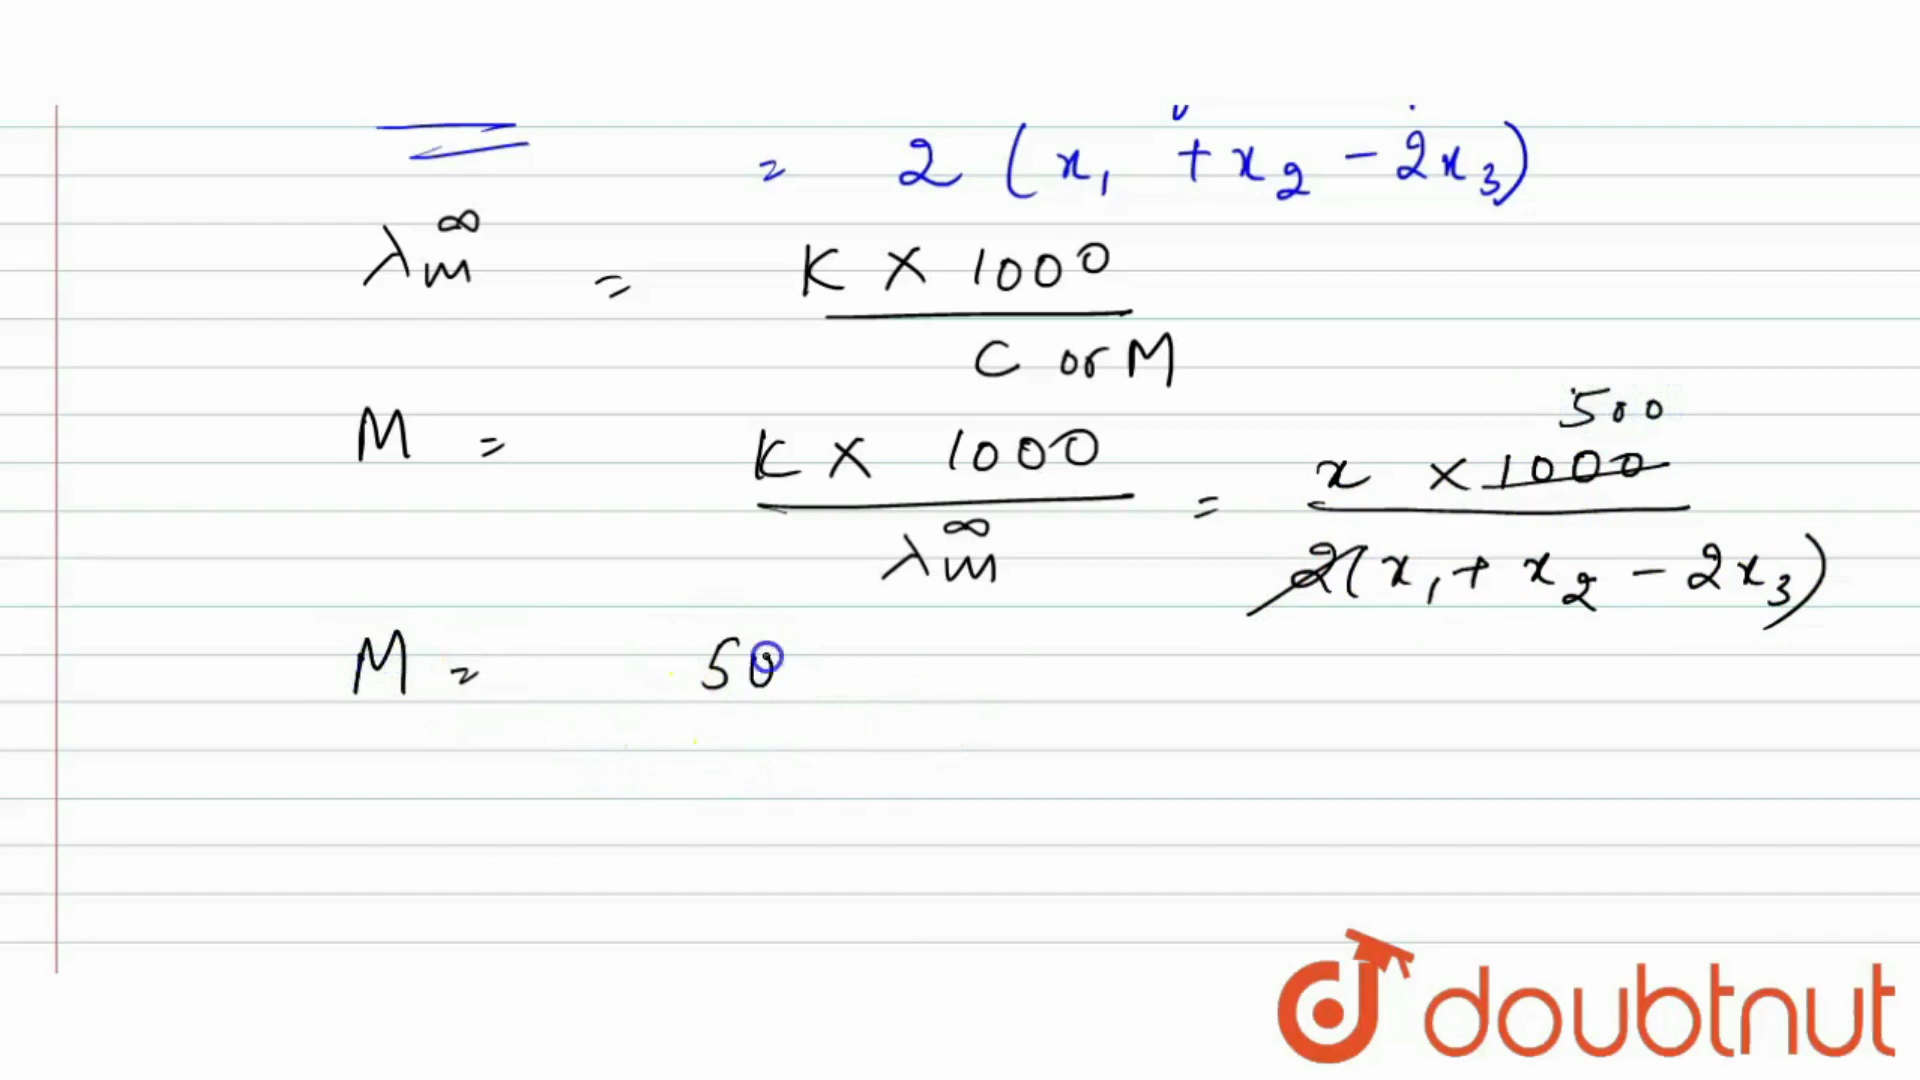 = 2 (x₁ + x₂ - 2x₃)
λₘ^∞ = K × 1000 / C or M
500
M = K × 1000 / λₘ^∞ = x × 1000 / 2(x₁ + x₂ - 2x₃)
M = 50
doubtnut